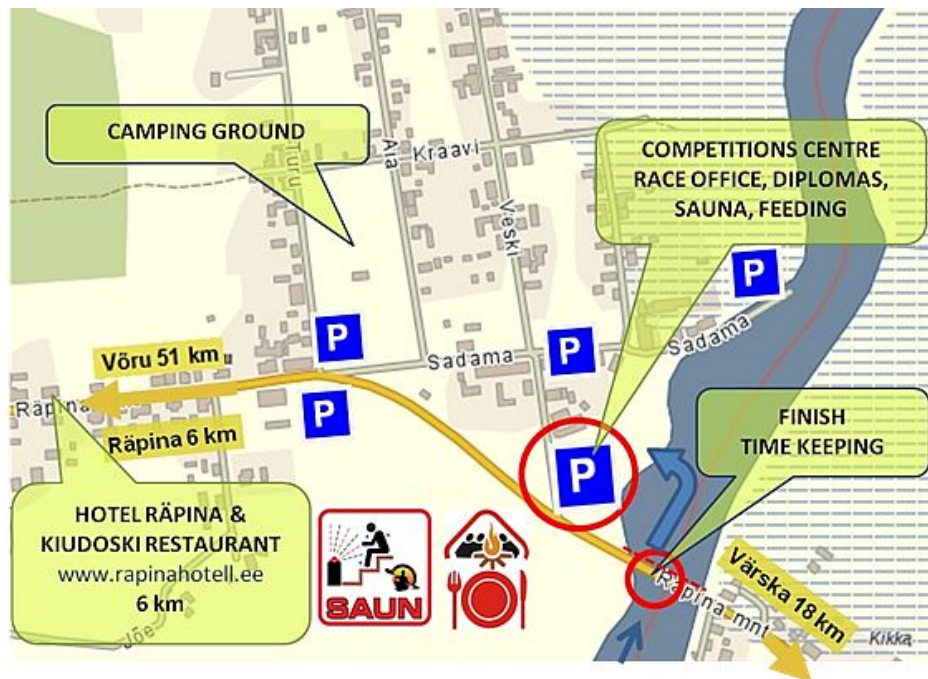 CAMPING GROUND
Turu
Ala
Kraavi
Veski
COMPETITIONS CENTRE
RACE OFFICE, DIPLOMAS,
SAUNA, FEEDING
P
P
P
P
P
Sadama
Sadama
Võru 51 km
Räpina
Räpina 6 km
FINISH
TIME KEEPING
HOTEL RÄPINA &
KIUDOSKI RESTAURANT
www.rapinahotell.ee
6 km
SAUN
Räpina mnt
Värska 18 km
Jõe
Kikka